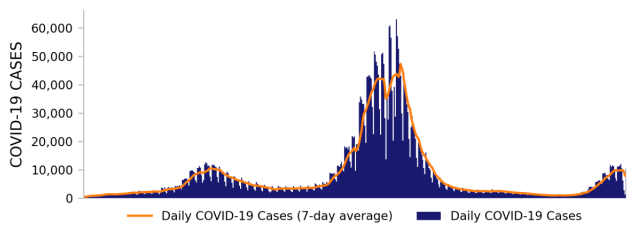 COVID-19 CASES
60,000
50,000
40,000
30,000
20,000
10,000
0
Daily COVID-19 Cases (7-day average)
Daily COVID-19 Cases